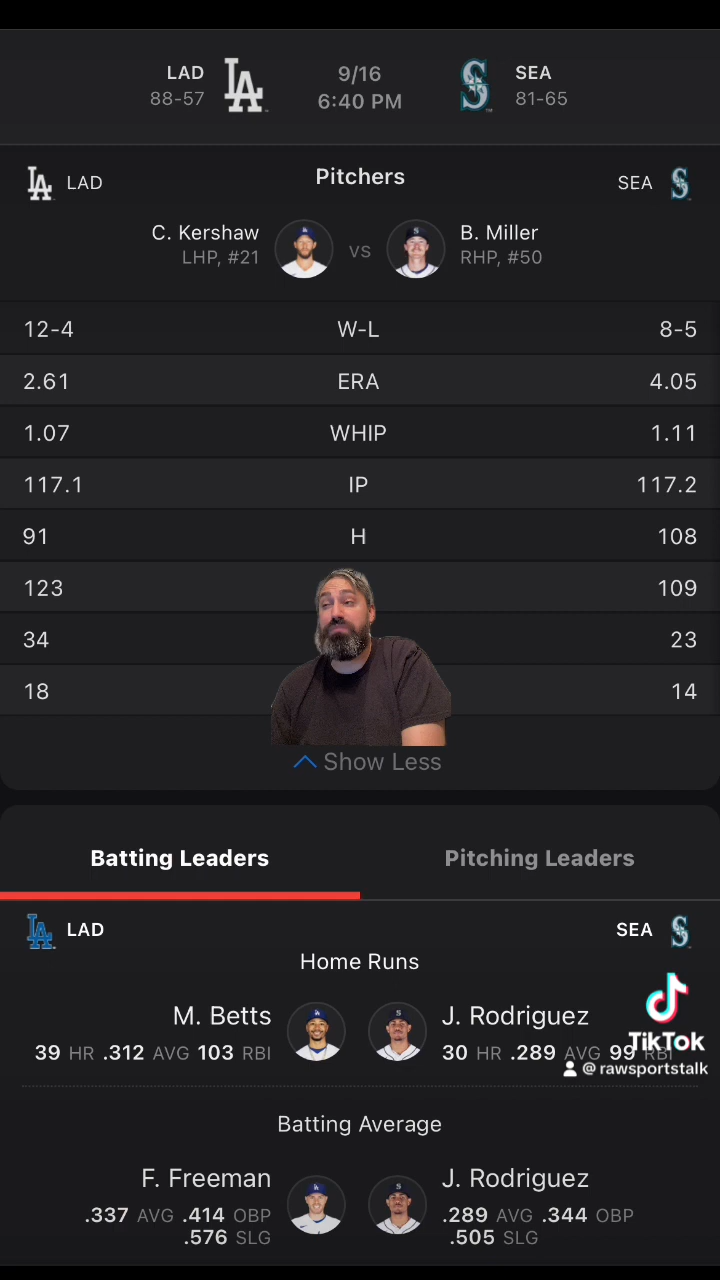 LAD
88-57
LA
9/16
6:40 PM
S
SEA
81-65
LA LAD
Pitchers
SEA S
C. Kershaw
LHP, #21
vs
B. Miller
RHP, #50
12-4 W-L 8-5
2.61 ERA 4.05
1.07 WHIP 1.11
117.1 IP 117.2
91 H 108
123 109
34 23
18 14
Show Less
Batting Leaders Pitching Leaders
LA LAD
SEA S
Home Runs
M. Betts
39 HR .312 AVG 103 RBI
J. Rodriguez
30 HR .289 AVG 99 RBI
TikTok
@rawsportstalk
Batting Average
F. Freeman
.337 AVG .414 OBP
.576 SLG
J. Rodriguez
.289 AVG .344 OBP
.505 SLG